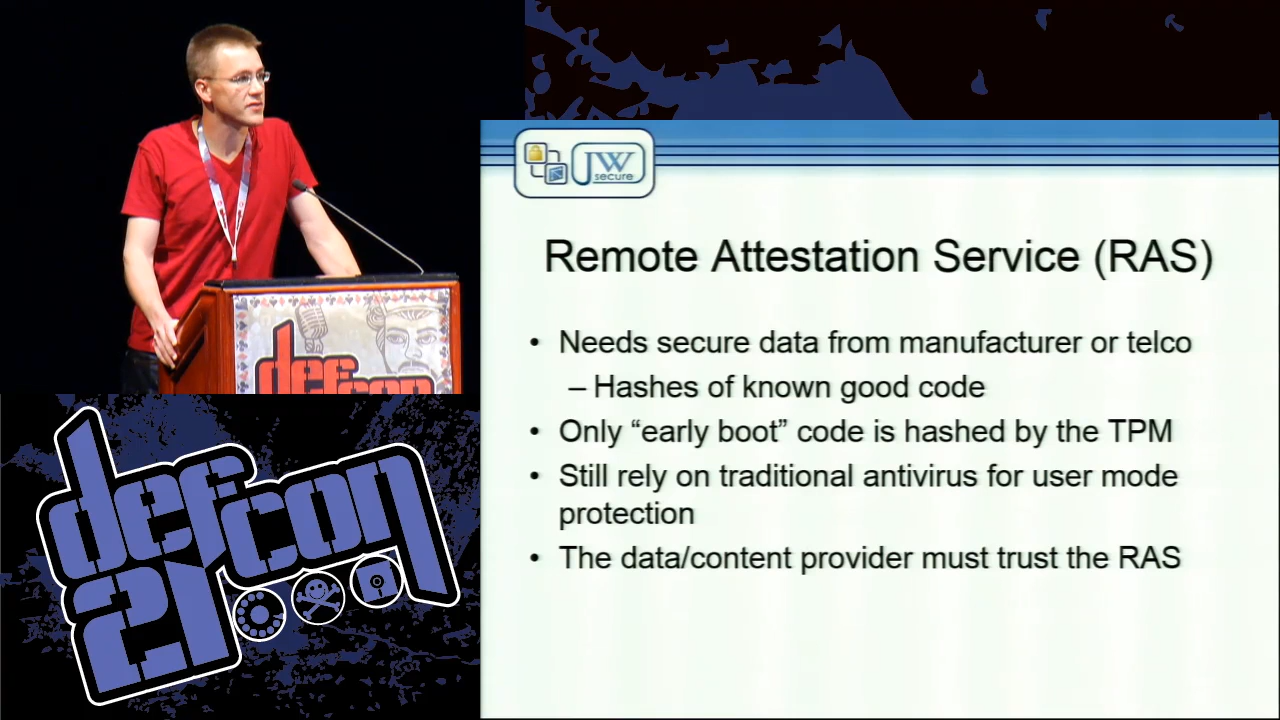 JW
secure
Remote Attestation Service (RAS)
• Needs secure data from manufacturer or telco
– Hashes of known good code
• Only “early boot” code is hashed by the TPM
• Still rely on traditional antivirus for user mode
protection
• The data/content provider must trust the RAS
defcon
defcon
21